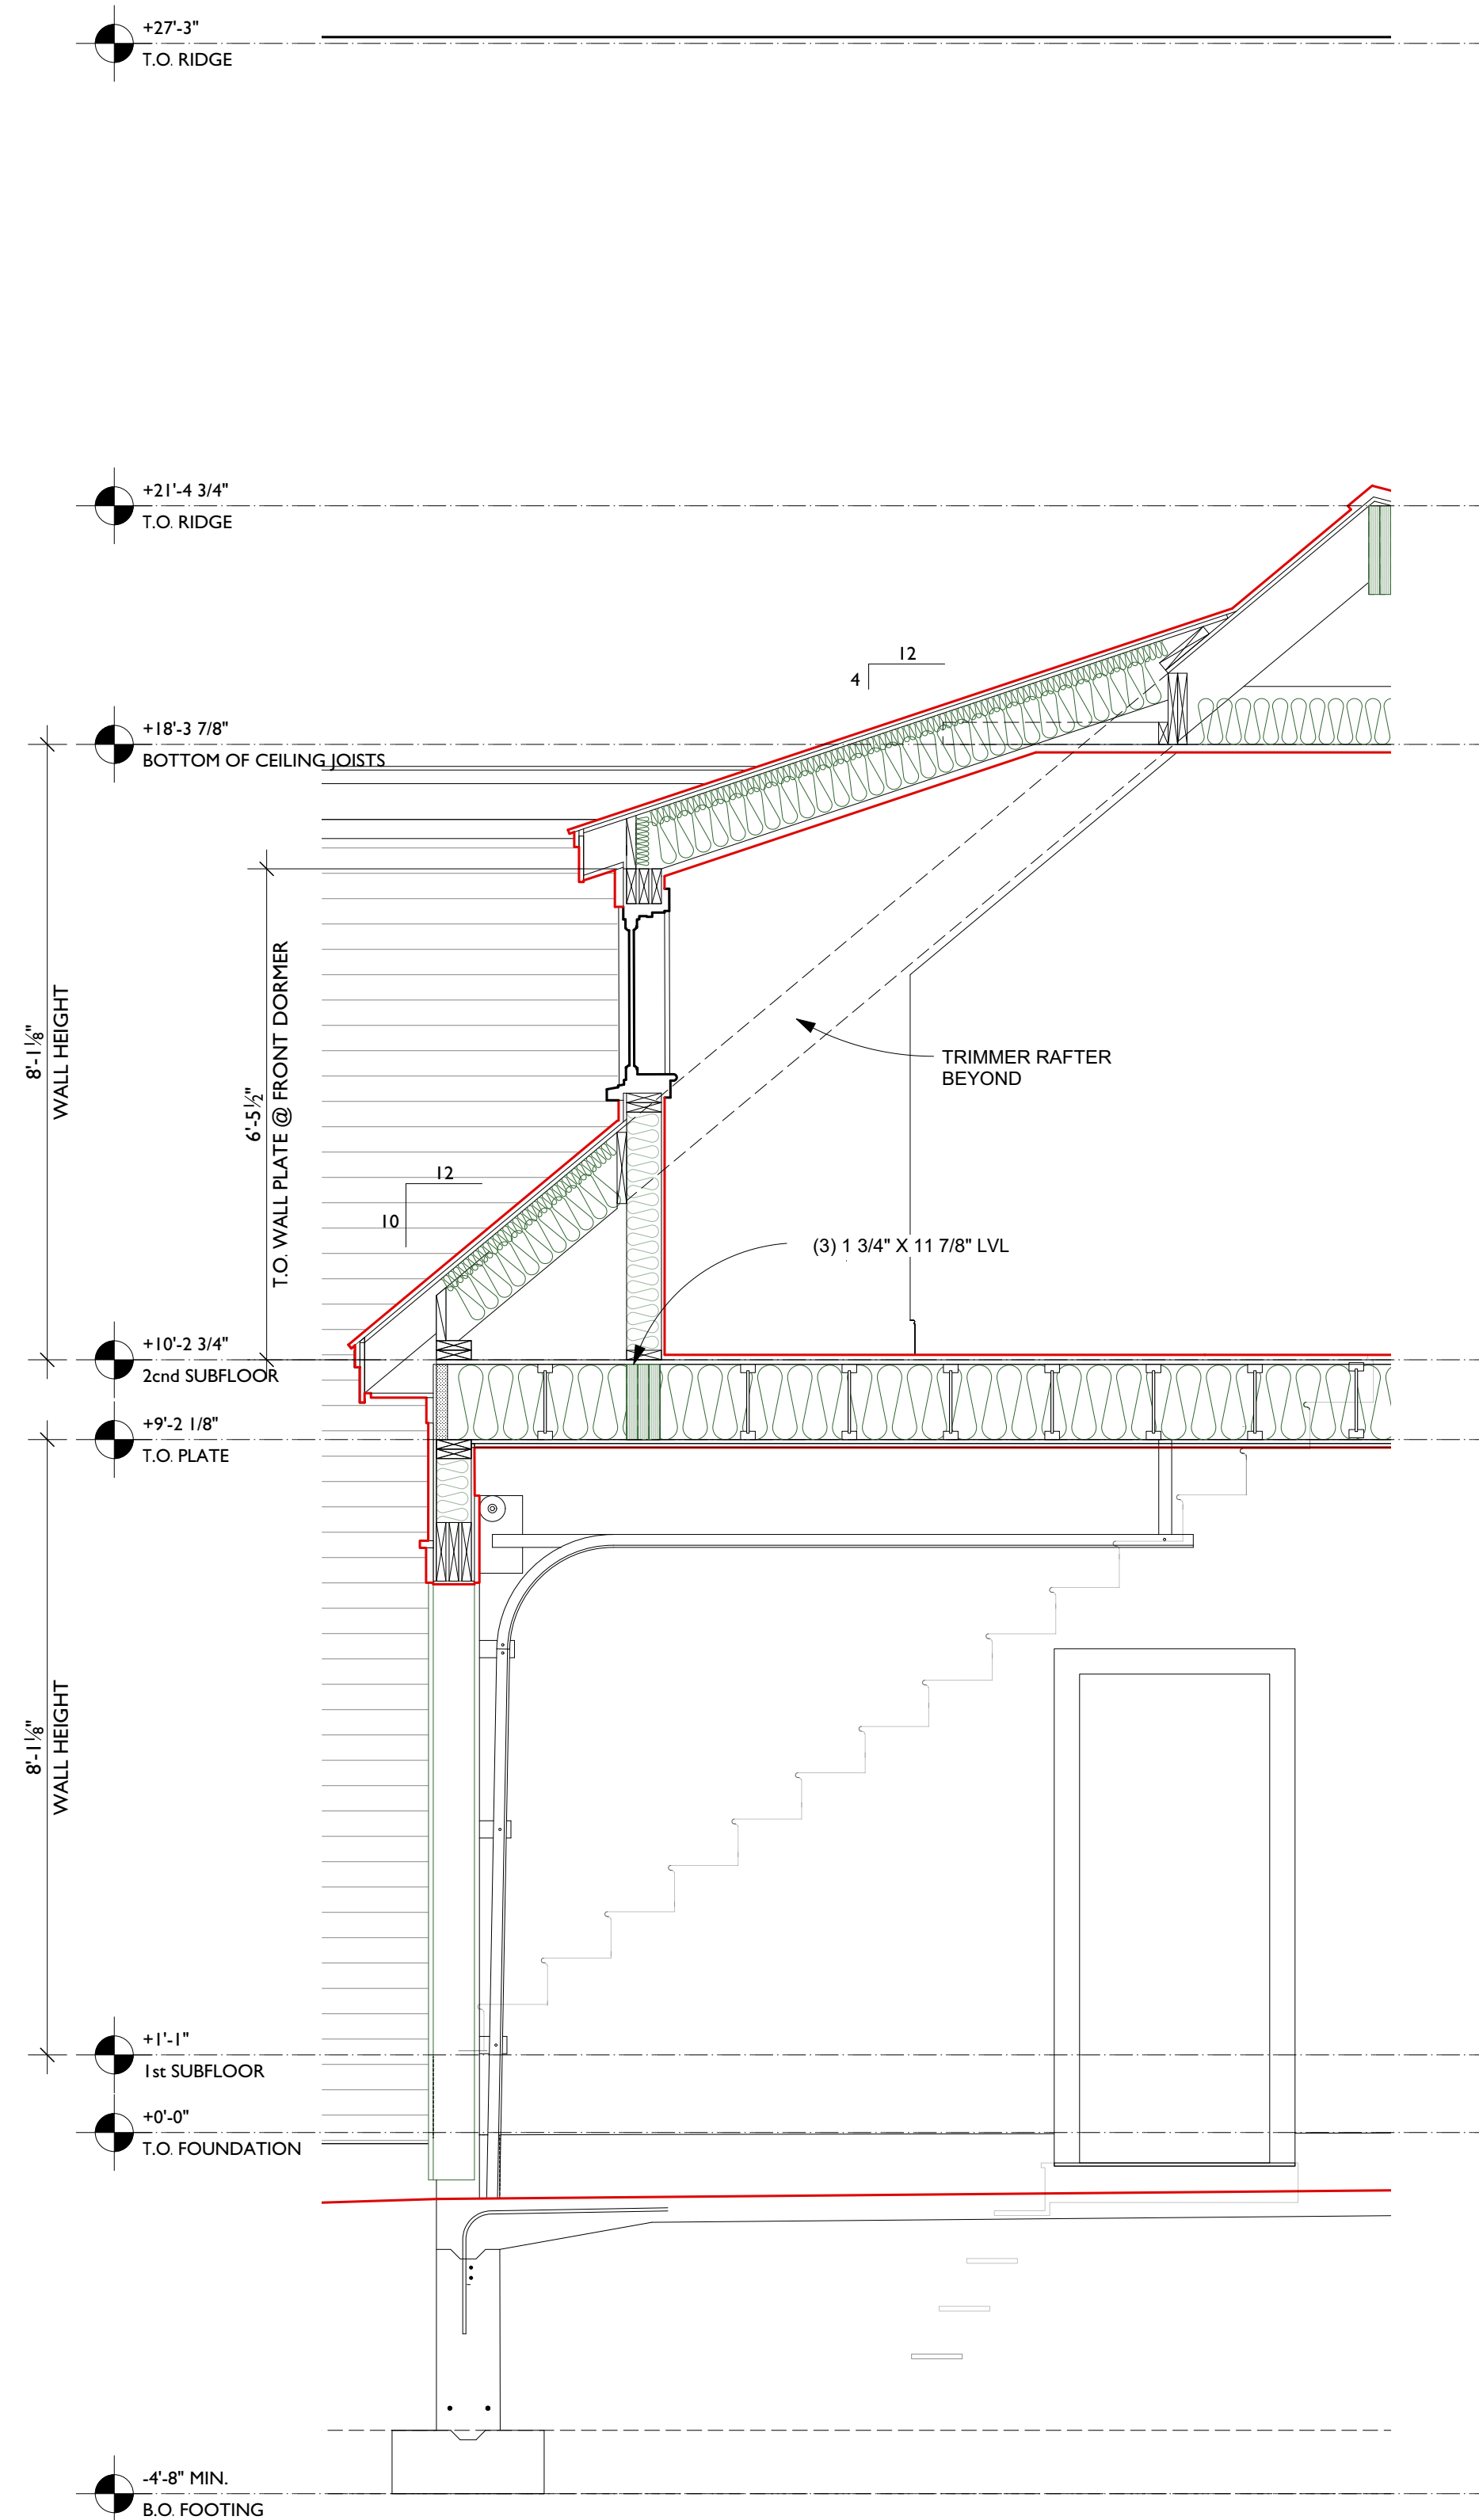 +27'-3"
T.O. RIDGE
+21'-4 3/4"
T.O. RIDGE
12
4
+18'-3 7/8"
BOTTOM OF CEILING JOISTS
8'-1⅛"
WALL HEIGHT
6'-5½"
T.O. WALL PLATE @ FRONT DORMER
TRIMMER RAFTER
BEYOND
12
10
(3) 1 3/4" X 11 7/8" LVL
+10'-2 3/4"
2cnd SUBFLOOR
+9'-2 1/8"
T.O. PLATE
8'-1⅛"
WALL HEIGHT
+1'-1"
1st SUBFLOOR
+0'-0"
T.O. FOUNDATION
-4'-8" MIN.
B.O. FOOTING